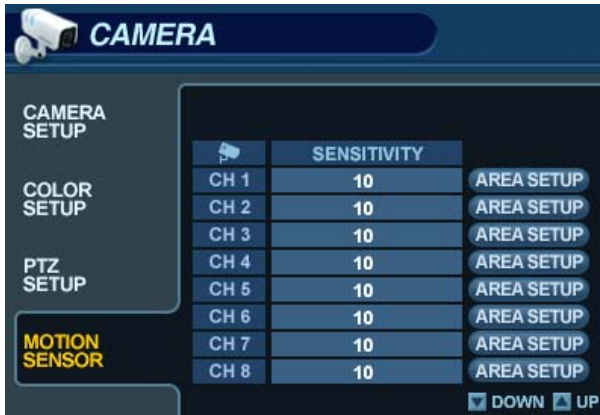 CAMERA
CAMERA
SETUP
COLOR
SETUP
PTZ
SETUP
MOTION
SENSOR
SENSITIVITY
CH 1 10 AREA SETUP
CH 2 10 AREA SETUP
CH 3 10 AREA SETUP
CH 4 10 AREA SETUP
CH 5 10 AREA SETUP
CH 6 10 AREA SETUP
CH 7 10 AREA SETUP
CH 8 10 AREA SETUP
DOWN UP